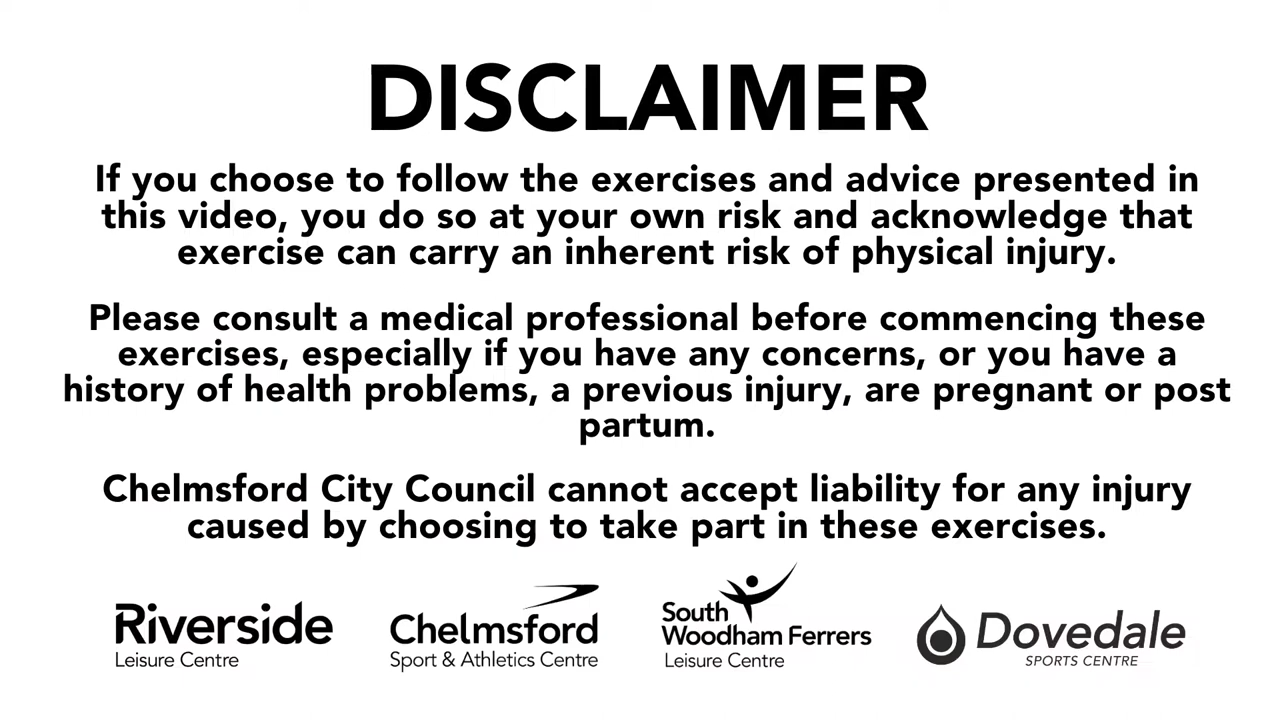 DISCLAIMER
If you choose to follow the exercises and advice presented in
this video, you do so at your own risk and acknowledge that
exercise can carry an inherent risk of physical injury.
Please consult a medical professional before commencing these
exercises, especially if you have any concerns, or you have a
history of health problems, a previous injury, are pregnant or post
partum.
Chelmsford City Council cannot accept liability for any injury
caused by choosing to take part in these exercises.
Riverside
Leisure Centre
Chelmsford
Sport & Athletics Centre
South
Woodham Ferrers
Leisure Centre
Dovedale
SPORTS CENTRE